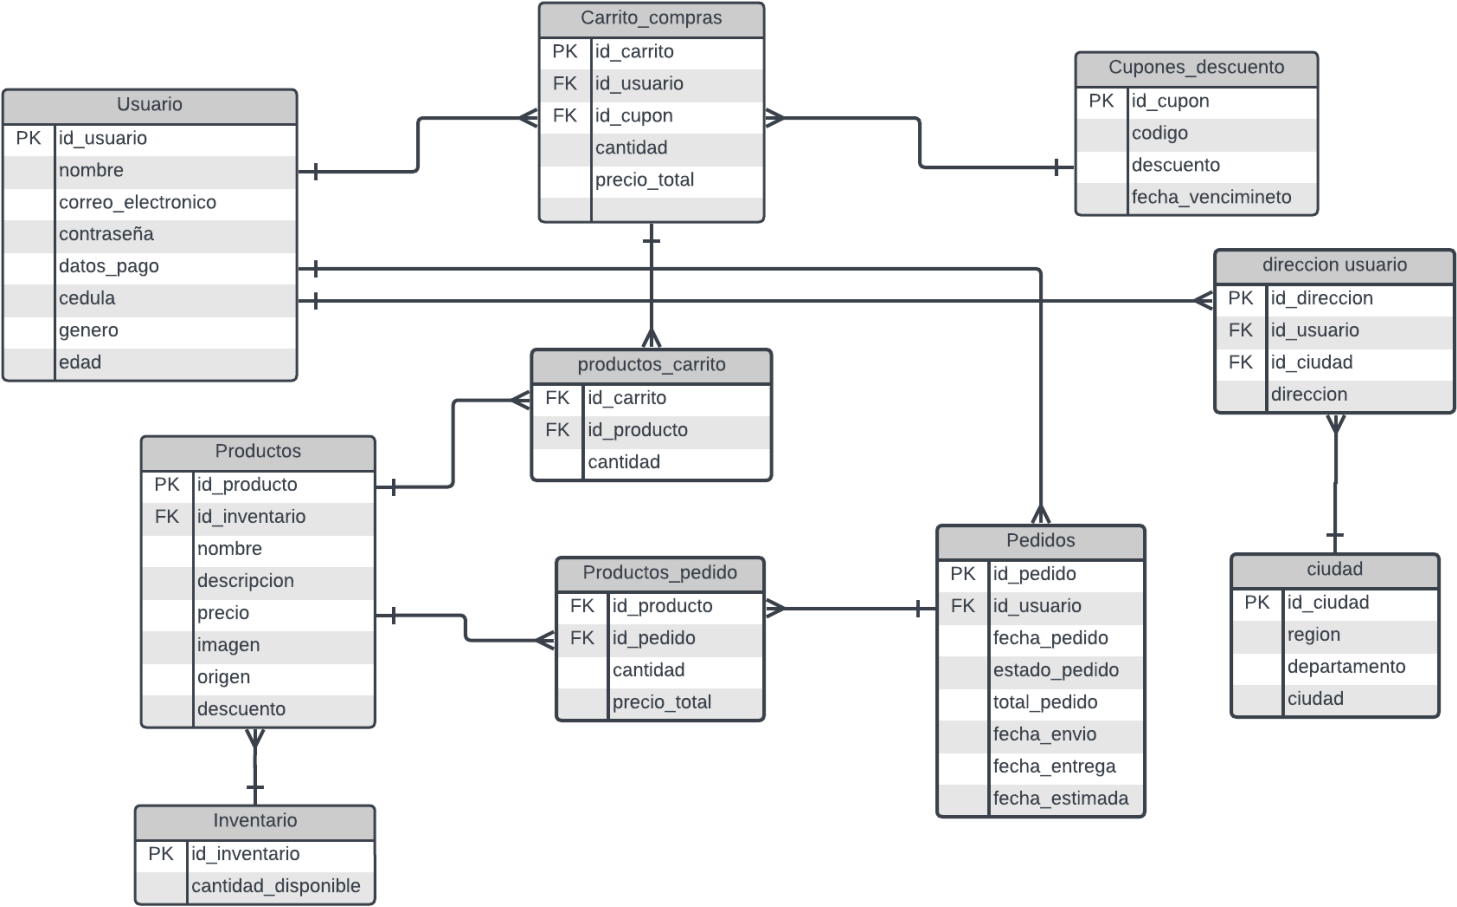 Carrito_compras
PK id_carrito
FK id_usuario
FK id_cupon
cantidad
precio_total
Cupones_descuento
PK id_cupon
codigo
descuento
fecha_vencimineto
Usuario
PK id_usuario
nombre
correo_electronico
contraseña
datos_pago
cedula
genero
edad
direccion usuario
PK id_direccion
FK id_usuario
FK id_ciudad
direccion
productos_carrito
FK id_carrito
FK id_producto
cantidad
Productos
PK id_producto
FK id_inventario
nombre
descripcion
precio
imagen
origen
descuento
Productos_pedido
FK id_producto
FK id_pedido
cantidad
precio_total
Pedidos
PK id_pedido
FK id_usuario
fecha_pedido
estado_pedido
total_pedido
fecha_envio
fecha_entrega
fecha_estimada
ciudad
PK id_ciudad
region
departamento
ciudad
Inventario
PK id_inventario
cantidad_disponible